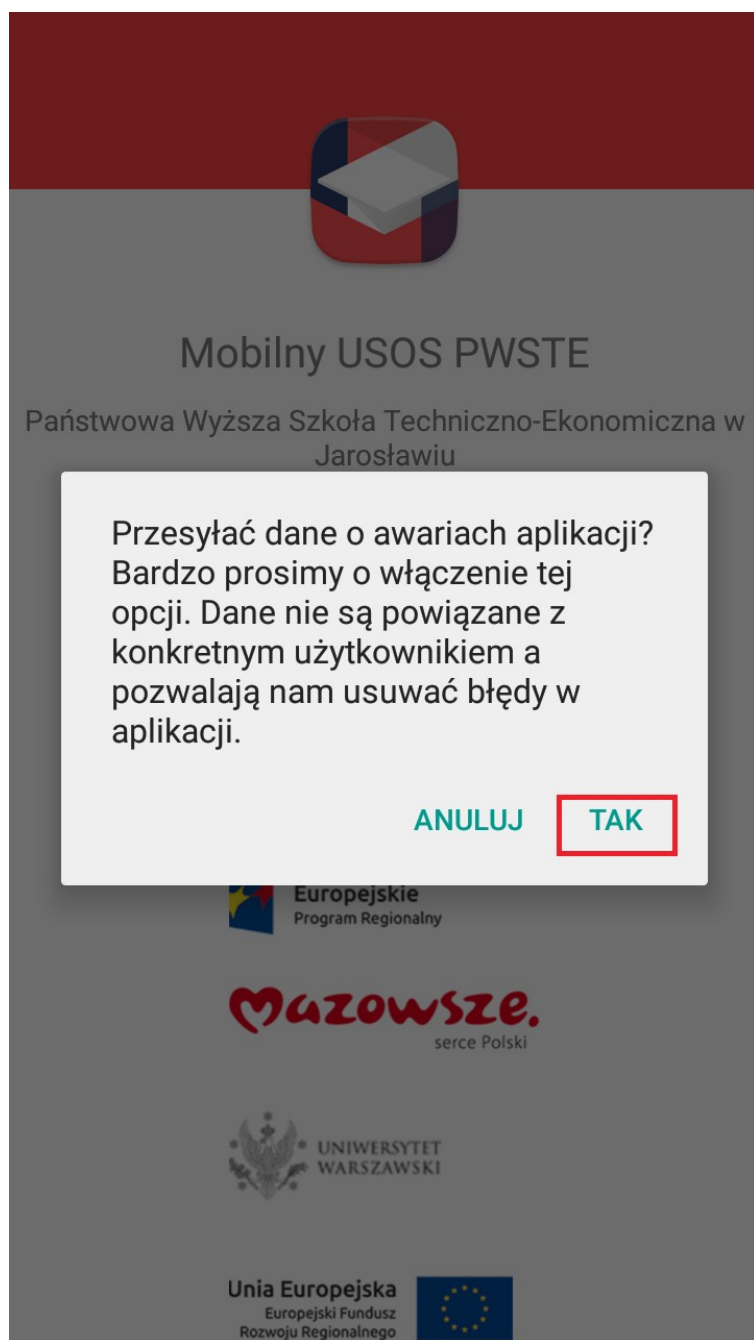 Mobilny USOS PWSTE
Państwowa Wyższa Szkoła Techniczno-Ekonomiczna w
Jarosławiu
Przesyłać dane o awariach aplikacji?
Bardzo prosimy o włączenie tej
opcji. Dane nie są powiązane z
konkretnym użytkownikiem a
pozwalają nam usuwać błędy w
aplikacji.
ANULUJ TAK
Europejskie
Program Regionalny
Mazowsze.
serce Polski
UNIWERSYTET
WARSZAWSKI
Unia Europejska
Europejski Fundusz
Rozwoju Regionalnego